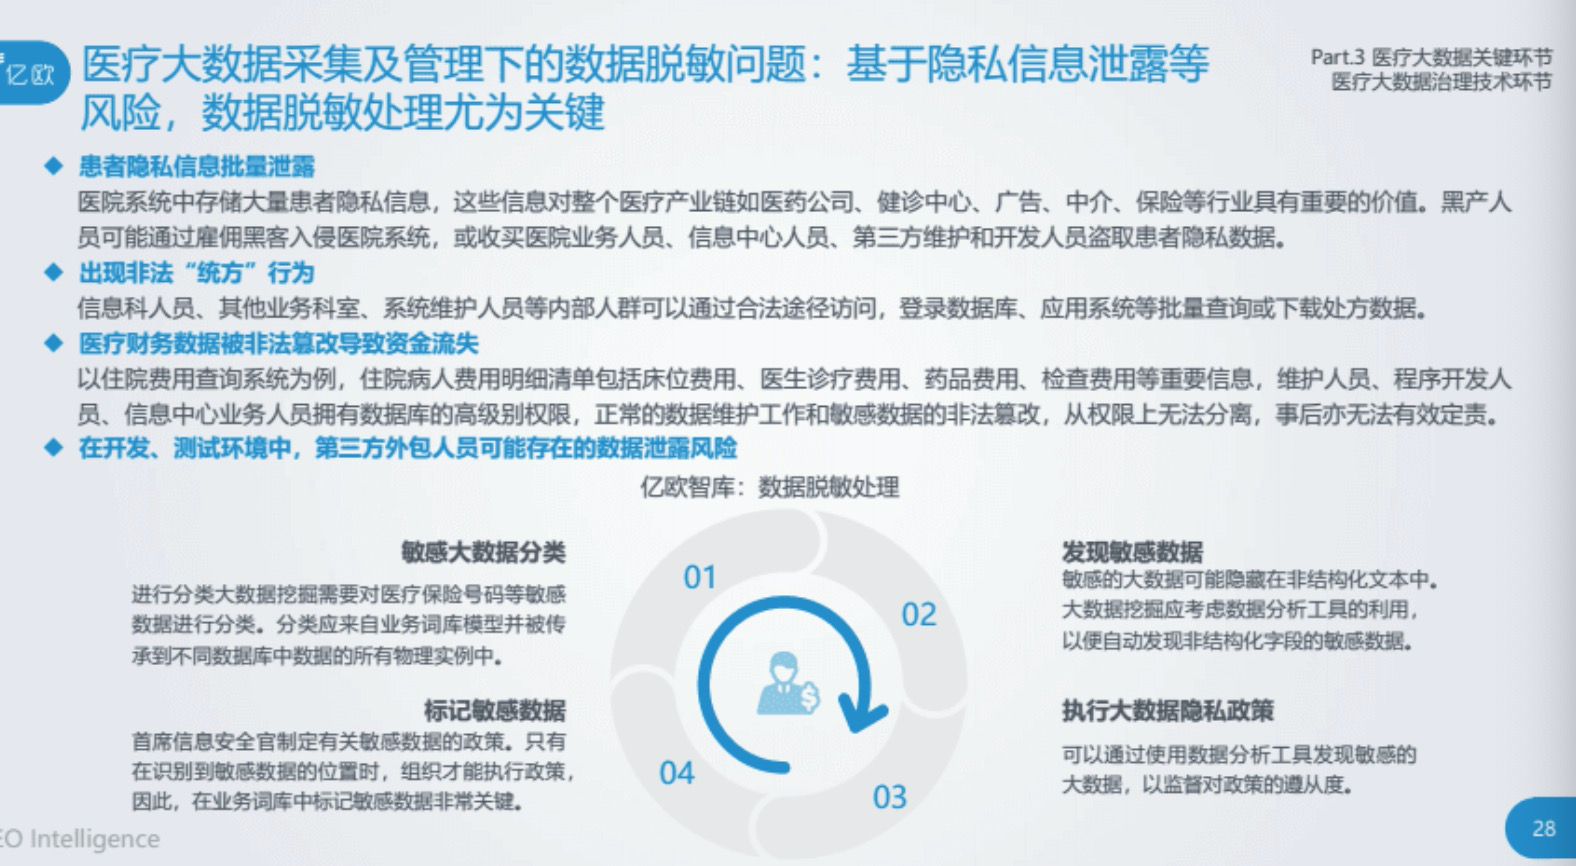 亿欧
医疗大数据采集及管理下的数据脱敏问题：基于隐私信息泄露等
风险，数据脱敏处理尤为关键
Part.3 医疗大数据关键环节
医疗大数据治理技术环节
◆ 患者隐私信息批量泄露
医院系统中存储大量患者隐私信息，这些信息对整个医疗产业链如医药公司、健诊中心、广告、中介、保险等行业具有重要的价值。黑产人
员可能通过雇佣黑客入侵医院系统，或收买医院业务人员、信息中心人员、第三方维护和开发人员盗取患者隐私数据。
◆ 出现非法“统方”行为
信息科人员、其他业务科室、系统维护人员等内部人群可以通过合法途径访问，登录数据库、应用系统等批量查询或下载处方数据。
◆ 医疗财务数据被非法篡改导致资金流失
以住院费用查询系统为例，住院病人费用明细清单包括床位费用、医生诊疗费用、药品费用、检查费用等重要信息，维护人员、程序开发人
员、信息中心业务人员拥有数据库的高级别权限，正常的数据维护工作和敏感数据的非法篡改，从权限上无法分离，事后亦无法有效定责。
◆ 在开发、测试环境中，第三方外包人员可能存在的数据泄露风险
亿欧智库：数据脱敏处理
敏感大数据分类
进行分类大数据挖掘需要对医疗保险号码等敏感
数据进行分类。分类应来自业务词库模型并被传
承到不同数据库中数据的所有物理实例中。
01
02
发现敏感数据
敏感的大数据可能隐藏在非结构化文本中。
大数据挖掘应考虑数据分析工具的利用，
以便自动发现非结构化字段的敏感数据。
标记敏感数据
首席信息安全官制定有关敏感数据的政策。只有
在识别到敏感数据的位置时，组织才能执行政策，
因此，在业务词库中标记敏感数据非常关键。
04
03
执行大数据隐私政策
可以通过使用数据分析工具发现敏感的
大数据，以监督对政策的遵从度。
EO Intelligence
28